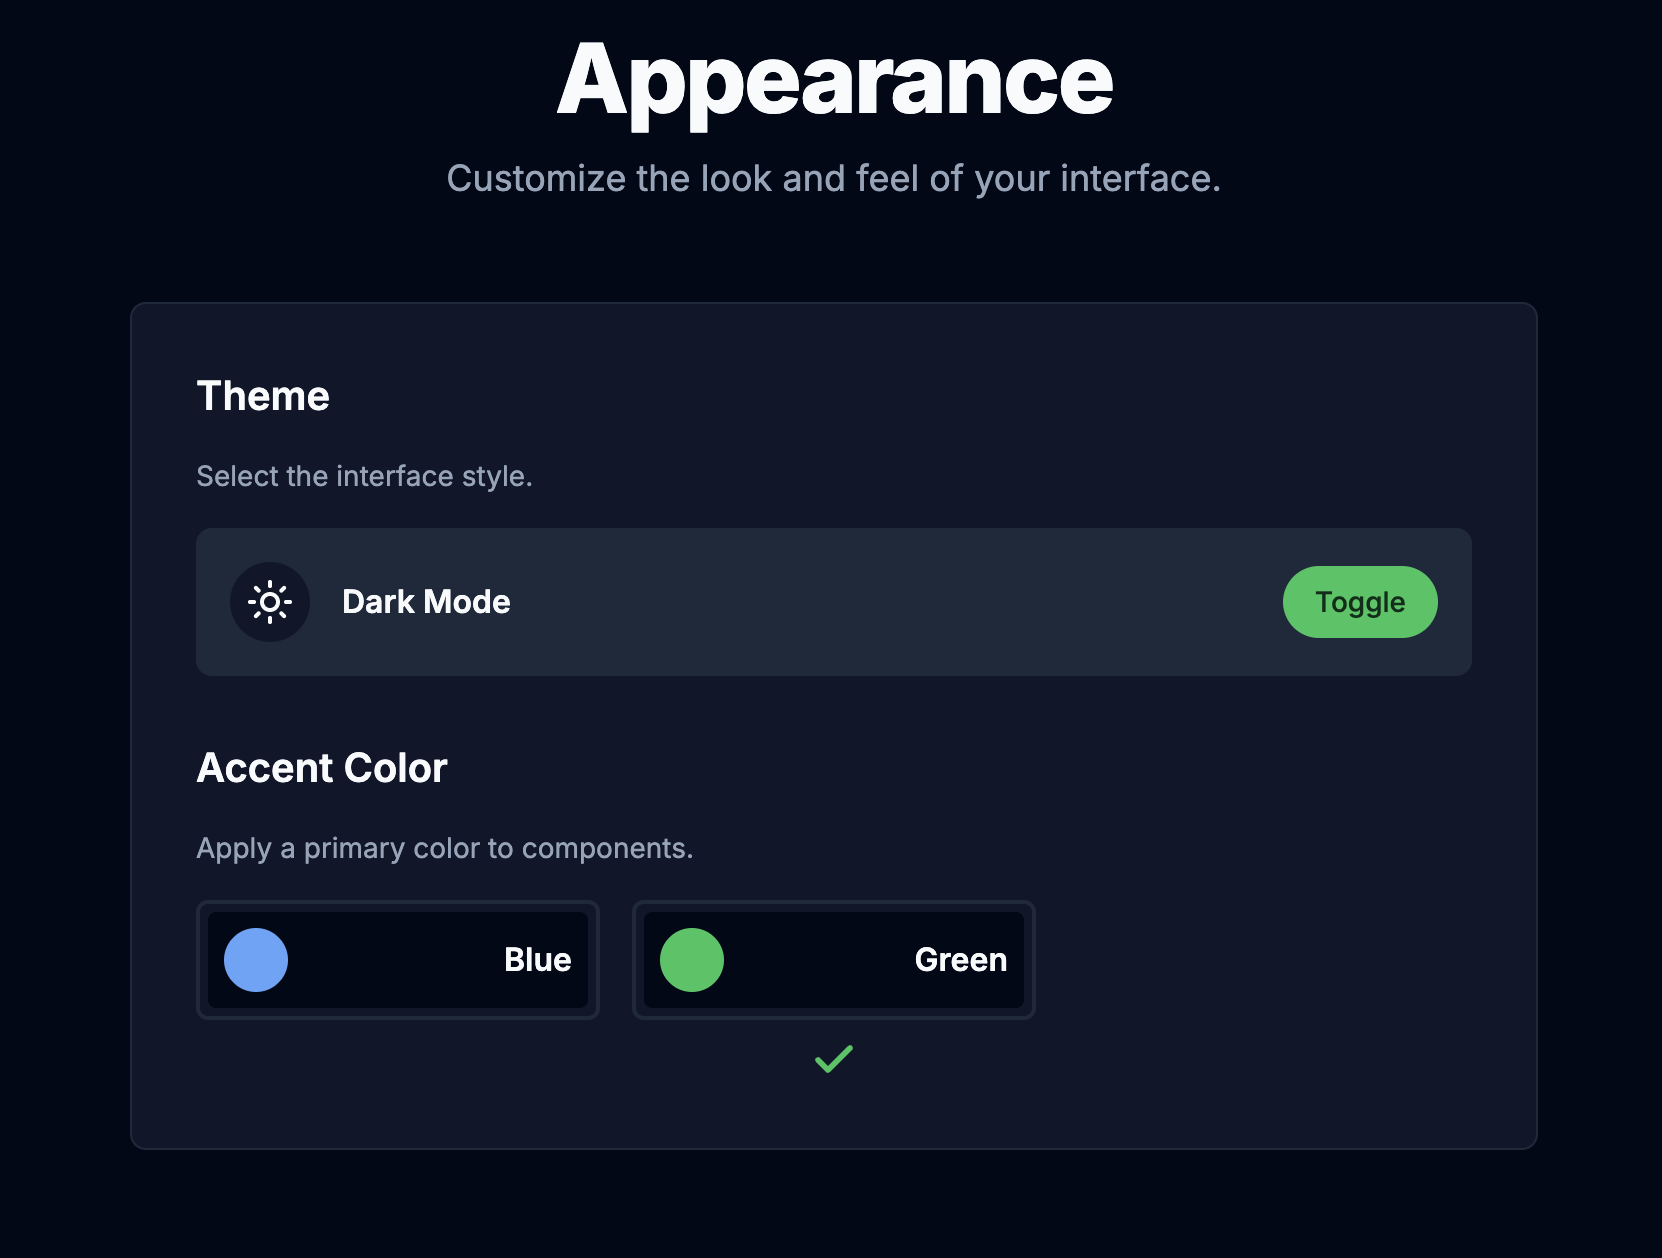 Appearance
Customize the look and feel of your interface.
Theme
Select the interface style.
Dark Mode
Toggle
Accent Color
Apply a primary color to components.
Blue
Green